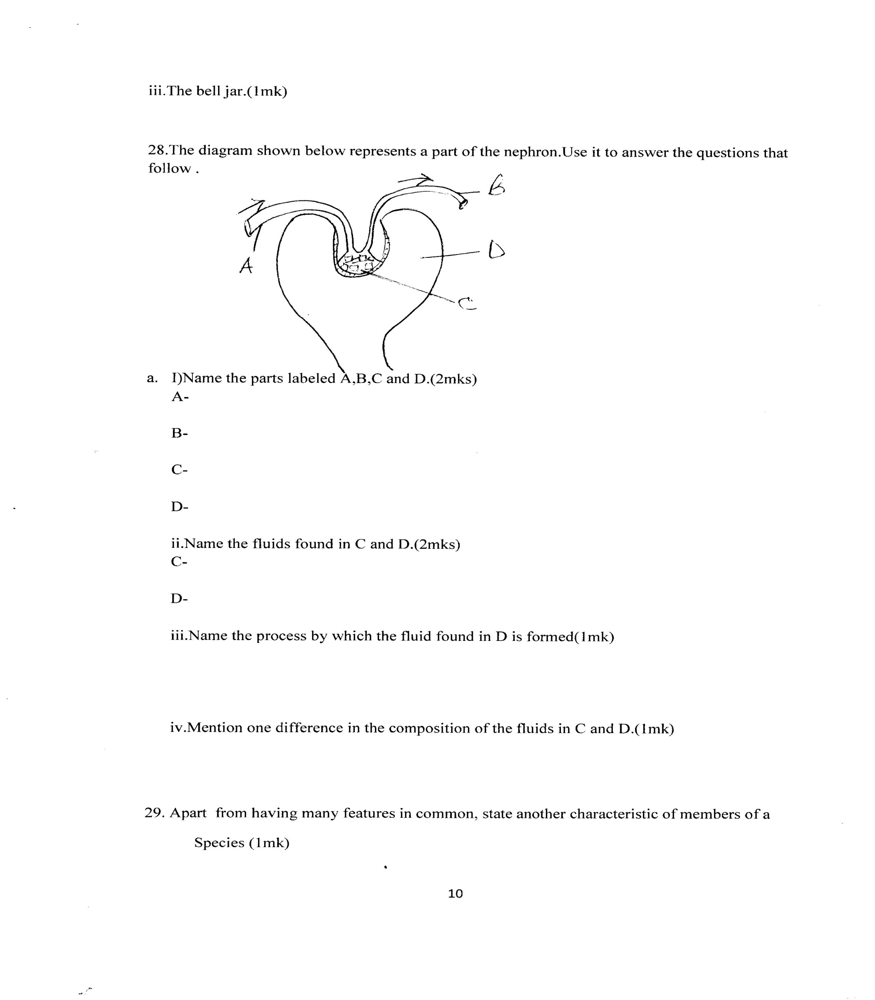 iii.The bell jar.(1mk)
28.The diagram shown below represents a part of the nephron.Use it to answer the questions that
follow .
B
A
D
C
a. I)Name the parts labeled A,B,C and D.(2mks)
A-
B-
C-
D-
ii.Name the fluids found in C and D.(2mks)
C-
D-
iii.Name the process by which the fluid found in D is formed(1mk)
iv.Mention one difference in the composition of the fluids in C and D.(1mk)
29. Apart from having many features in common, state another characteristic of members of a
Species (1mk)
10